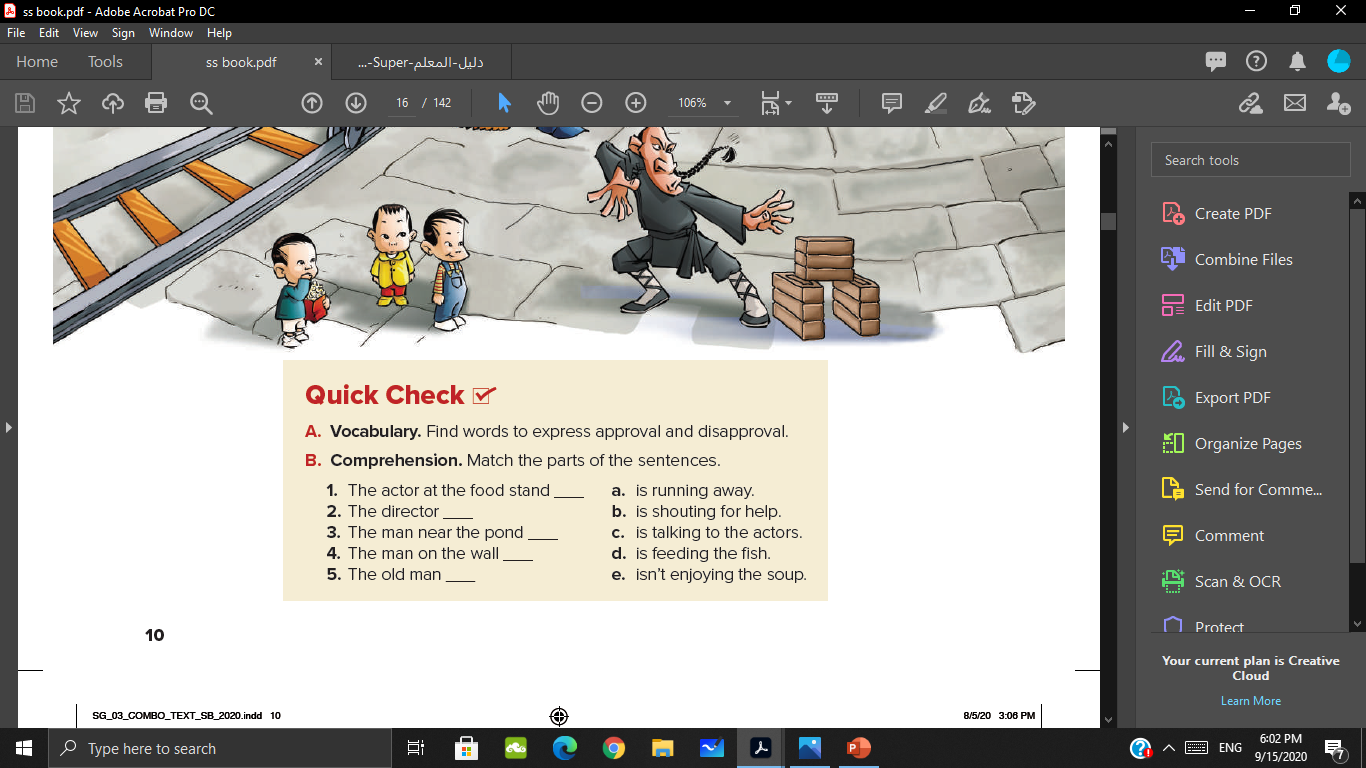 ss book.pdf - Adobe Acrobat Pro DC
File Edit View Sign Window Help
Home Tools ss book.pdf × ...-Super-دليل-المعلم
16 / 142 106%
Search tools
Create PDF
Combine Files
Edit PDF
Fill & Sign
Export PDF
Organize Pages
Send for Comme...
Comment
Scan & OCR
Protect
Your current plan is Creative
Cloud
Learn More
Quick Check
A. Vocabulary. Find words to express approval and disapproval.
B. Comprehension. Match the parts of the sentences.
1. The actor at the food stand ____ a. is running away.
2. The director ____ b. is shouting for help.
3. The man near the pond ____ c. is talking to the actors.
4. The man on the wall ____ d. is feeding the fish.
5. The old man ____ e. isn't enjoying the soup.
10
SG_03_COMBO_TEXT_SB_2020.indd 10 8/5/20 3:06 PM
Type here to search
ENG
6:02 PM
9/15/2020
7